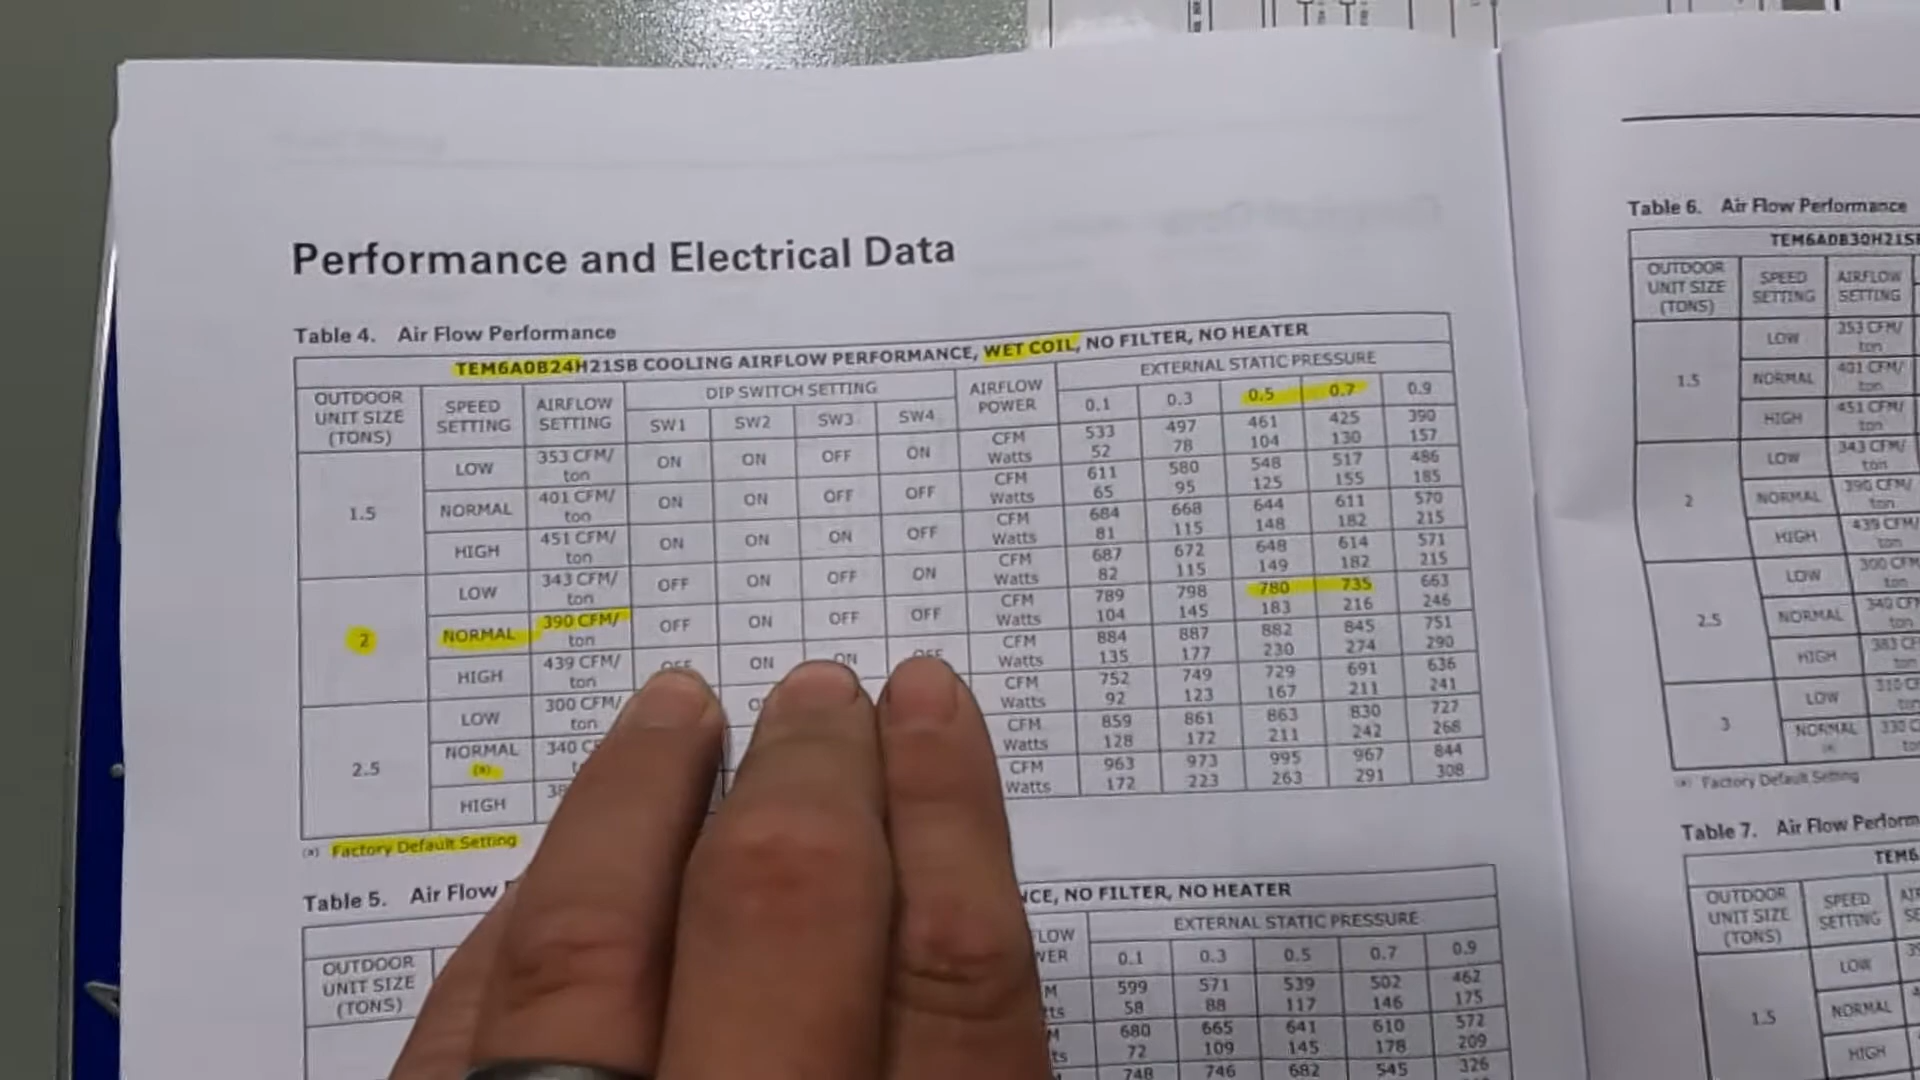 Performance and Electrical Data
Table 4. Air Flow Performance
TEM6A0B24H21SB COOLING AIRFLOW PERFORMANCE, WET COIL, NO FILTER, NO HEATER
OUTDOOR UNIT SIZE (TONS) SPEED SETTING AIRFLOW SETTING DIP SWITCH SETTING AIRFLOW POWER EXTERNAL STATIC PRESSURE
SW1 SW2 SW3 SW4 0.1 0.3 0.5 0.7 0.9
1.5 LOW 353 CFM/ton ON ON OFF ON CFM 533 497 461 425 390
Watts 52 78 104 130 157
NORMAL 401 CFM/ton ON ON OFF OFF CFM 611 580 548 517 486
Watts 65 95 125 155 185
HIGH 451 CFM/ton ON ON ON OFF CFM 684 668 644 611 570
Watts 81 115 148 182 215
2 LOW 343 CFM/ton OFF ON OFF ON CFM 687 672 648 614 571
Watts 82 115 149 182 215
NORMAL 390 CFM/ton OFF ON OFF OFF CFM 789 798 780 735 663
Watts 104 145 183 216 246
HIGH 439 CFM/ton OFF ON ON OFF CFM 884 887 882 845 751
Watts 135 177 230 274 290
2.5 LOW 300 CFM/ton CFM 752 749 729 691 636
Watts 92 123 167 211 241
NORMAL (a) 340 CFM 859 861 863 830 727
Watts 128 172 211 242 268
HIGH CFM 963 973 995 967 844
Watts 172 223 263 291 308
(a) Factory Default Setting
Table 5. Air Flow
NO FILTER, NO HEATER
OUTDOOR UNIT SIZE (TONS) EXTERNAL STATIC PRESSURE
0.1 0.3 0.5 0.7 0.9
599 571 539 502 462
58 88 117 146 175
680 665 641 610 572
72 109 145 178 209
748 746 682 545 326
Table 6. Air Flow Performance
OUTDOOR UNIT SIZE (TONS) SPEED SETTING AIRFLOW SETTING
1.5 LOW 353 CFM/ton
NORMAL 401 CFM/ton
HIGH 451 CFM/ton
2 LOW 343 CFM/ton
NORMAL 390 CFM/ton
HIGH 439 CFM/ton
2.5 LOW 300 CFM
NORMAL 340
HIGH 383
3 LOW 310
NORMAL (a) 330
(a) Factory Default Setting
Table 7. Air Flow
OUTDOOR UNIT SIZE (TONS) SPEED SETTING
1.5 LOW
NORMAL
HIGH